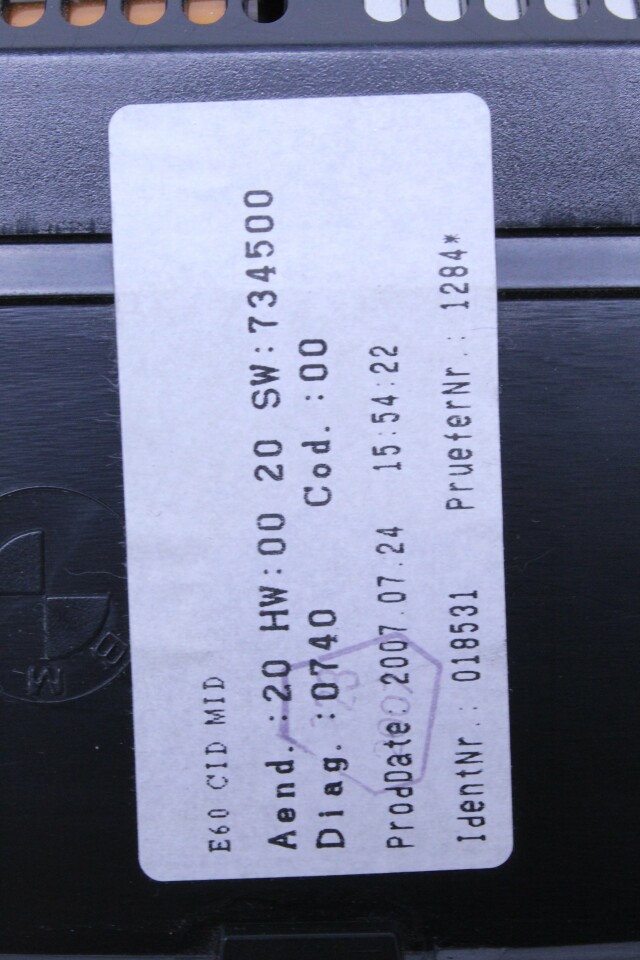 E60 CID MID
Aend.:20 HW:00 20 SW:734500
Diag. :0740 Cod. :00
ProdDate:2007.07.24 15:54:22
IdentNr.: 018531 PrueferNr.: 1284*
BM